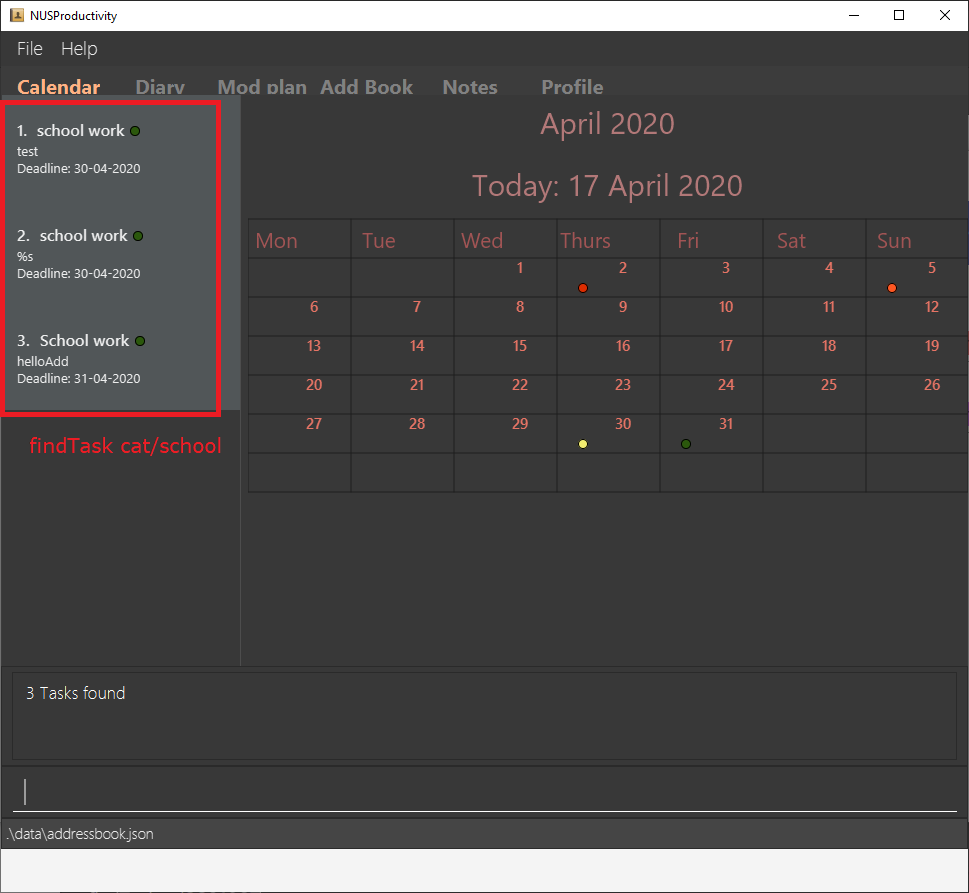 NUSProductivity
File Help
Calendar Diary Mod plan Add Book Notes Profile
1. school work
test
Deadline: 30-04-2020
2. school work
%s
Deadline: 30-04-2020
3. School work
helloAdd
Deadline: 31-04-2020
findTask cat/school
April 2020
Today: 17 April 2020
Mon Tue Wed Thurs Fri Sat Sun
1 2 3 4 5
6 7 8 9 10 11 12
13 14 15 16 17 18 19
20 21 22 23 24 25 26
27 28 29 30 31
3 Tasks found
.\data\addressbook.json